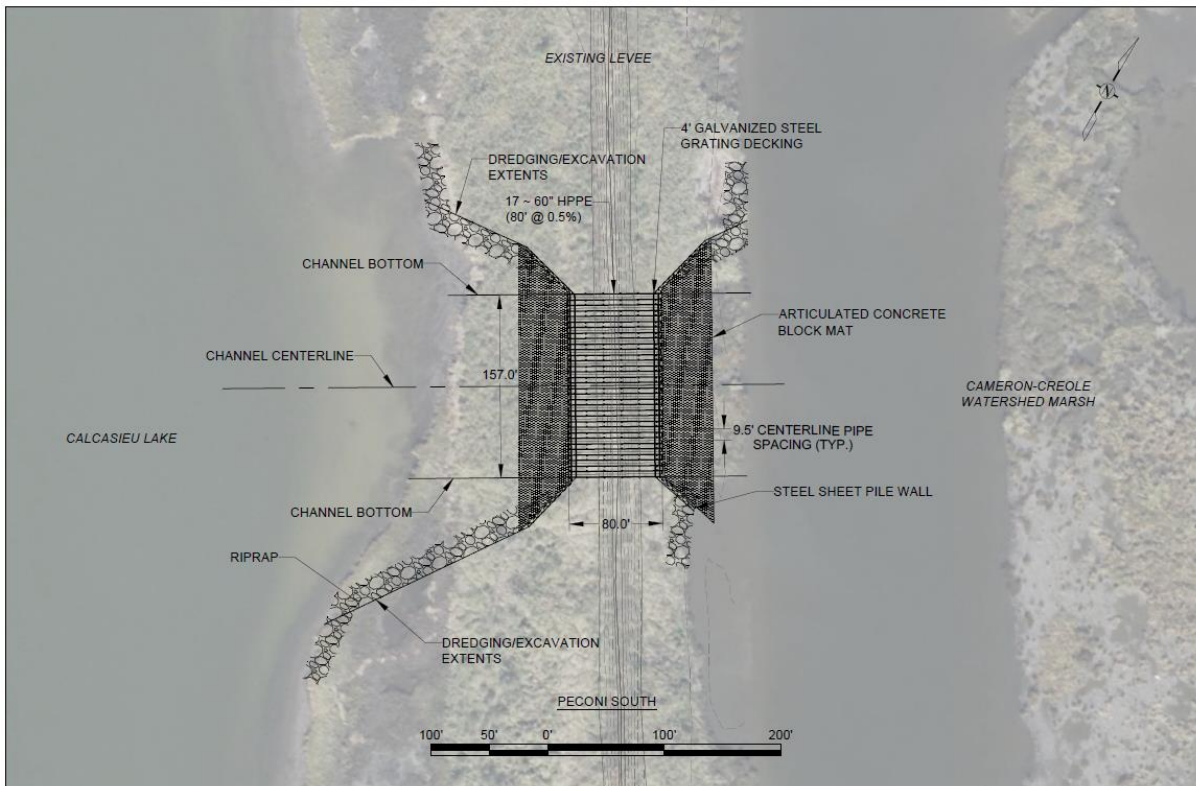 EXISTING LEVEE
N
4' GALVANIZED STEEL
GRATING DECKING
DREDGING/EXCAVATION
EXTENTS
17 ~ 60" HPPE
(80' @ 0.5%)
CHANNEL BOTTOM
ARTICULATED CONCRETE
BLOCK MAT
CHANNEL CENTERLINE
157.0'
CAMERON-CREOLE
WATERSHED MARSH
CALCASIEU LAKE
9.5' CENTERLINE PIPE
SPACING (TYP.)
STEEL SHEET PILE WALL
CHANNEL BOTTOM
80.0'
RIPRAP
DREDGING/EXCAVATION
EXTENTS
PECONI SOUTH
100' 50' 0' 100' 200'